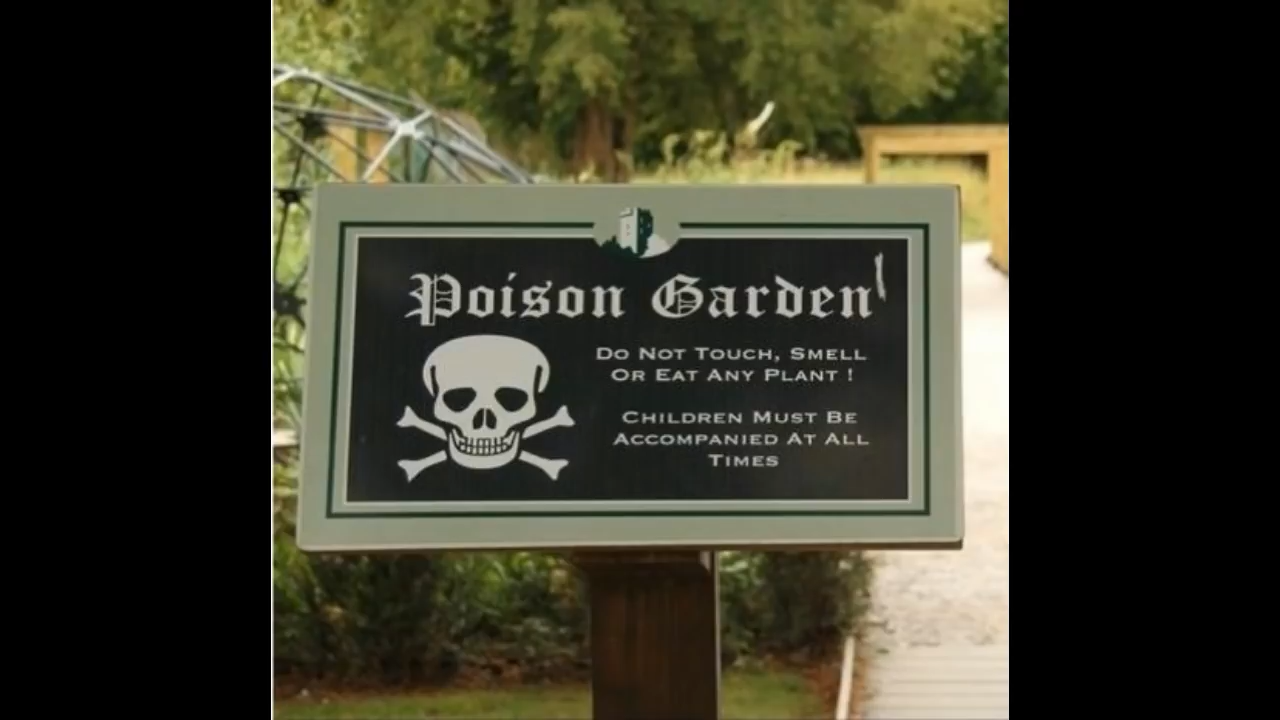 Poison Garden
Do Not Touch, Smell
Or Eat Any Plant !
Children Must Be
Accompanied At All
Times